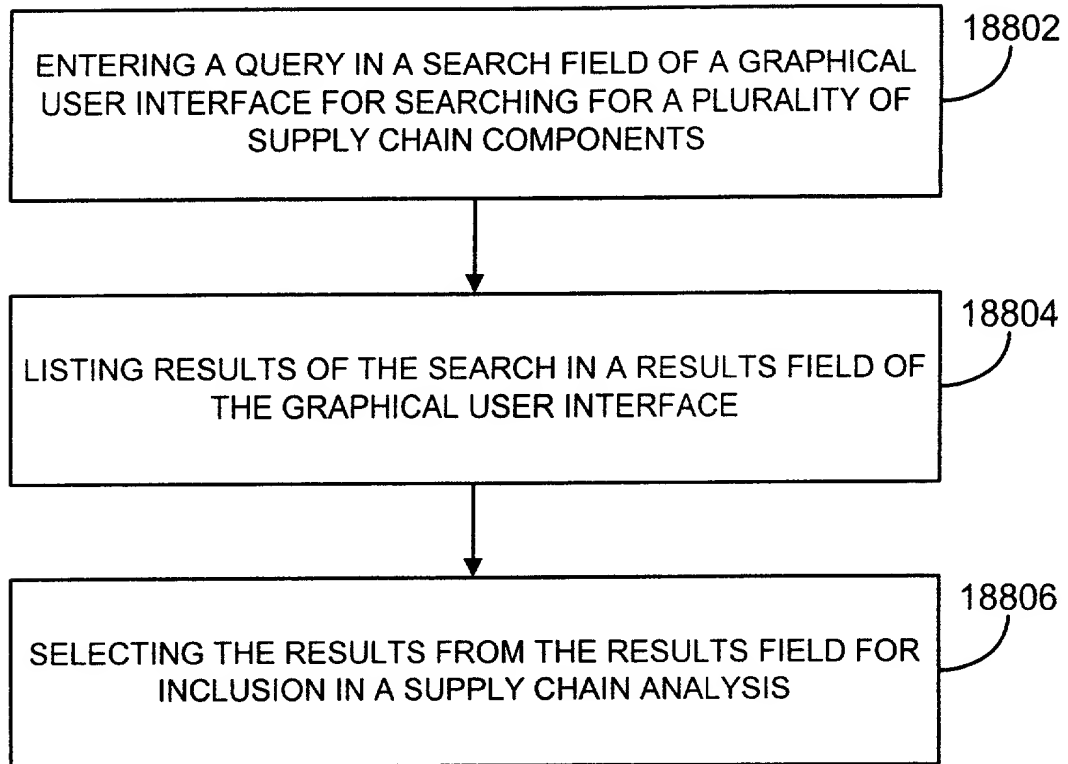 18802
ENTERING A QUERY IN A SEARCH FIELD OF A GRAPHICAL
USER INTERFACE FOR SEARCHING FOR A PLURALITY OF
SUPPLY CHAIN COMPONENTS
18804
LISTING RESULTS OF THE SEARCH IN A RESULTS FIELD OF
THE GRAPHICAL USER INTERFACE
18806
SELECTING THE RESULTS FROM THE RESULTS FIELD FOR
INCLUSION IN A SUPPLY CHAIN ANALYSIS